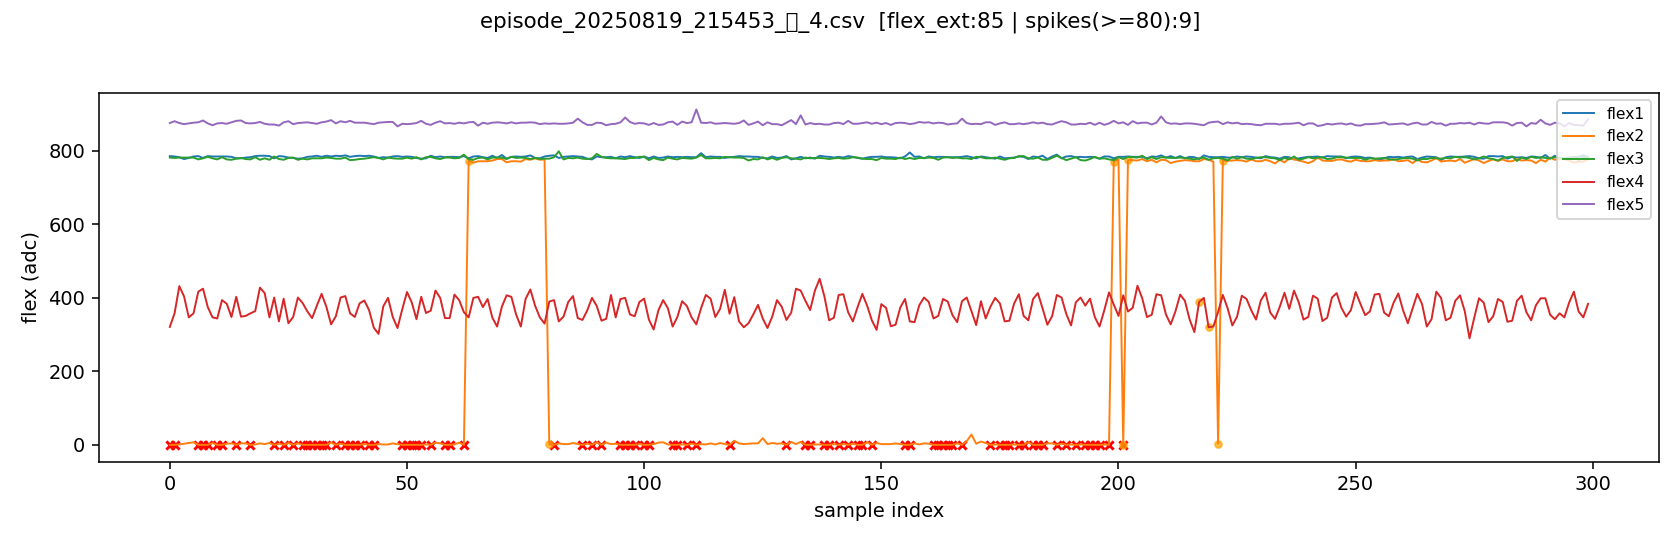 episode_20250819_215453_▯_4.csv [flex_ext:85 | spikes(>=80):9]
flex (adc)
800
600
400
200
0
0 50 100 150 200 250 300
sample index
flex1
flex2
flex3
flex4
flex5